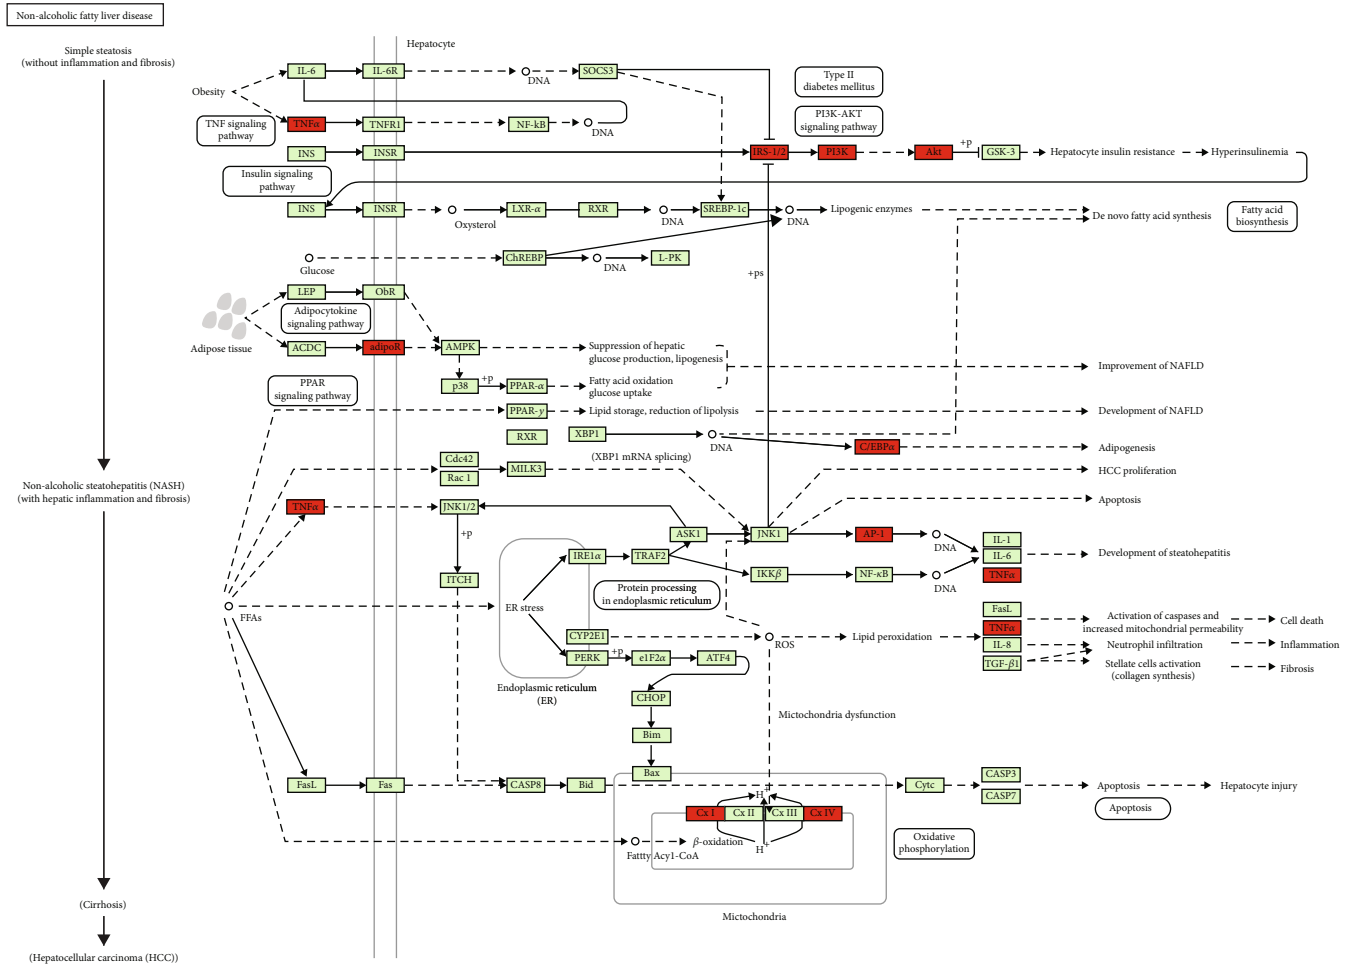 Non-alcoholic fatty liver disease
Simple steatosis
(without inflammation and fibrosis)
Hepatocyte
IL-6
IL-6R
DNA
SOCS3
Type II
diabetes mellitus
Obesity
TNF signaling
pathway
TNFα
TNFR1
NF-kB
DNA
PI3K-AKT
signaling pathway
INS
INSR
IRS-1/2
PI3K
Akt
+p
GSK-3
Hepatocyte insulin resistance
Hyperinsulinemia
Insulin signaling
pathway
INS
INSR
Oxysterol
LXR-α
RXR
DNA
SREBP-1c
DNA
Lipogenic enzymes
De novo fatty acid synthesis
Fatty acid
biosynthesis
Glucose
ChREBP
DNA
L-PK
+ps
LEP
ObR
Adipocytokine
signaling pathway
Adipose tissue
ACDC
adipoR
AMPK
Suppression of hepatic
glucose production, lipogenesis
Improvement of NAFLD
PPAR
signaling pathway
p38
+p
PPAR-α
Fatty acid oxidation
glucose uptake
PPAR-γ
Lipid storage, reduction of lipolysis
Development of NAFLD
RXR
XBP1
DNA
C/EBPα
Adipogenesis
(XBP1 mRNA splicing)
Cdc42
Rac 1
MILK3
HCC proliferation
Non-alcoholic steatohepatitis (NASH)
(with hepatic inflammation and fibrosis)
TNFα
JNK1/2
Apoptosis
+p
ASK1
JNK1
AP-1
DNA
IL-1
IL-6
TNFα
Development of steatohepatitis
IRE1α
TRAF2
IKKβ
NF-κB
DNA
ITCH
Protein processing
in endoplasmic reticulum
FFAs
ER stress
FasL
TNFα
IL-8
TGF-β1
Activation of caspases and
increased mitochondrial permeability
Cell death
CYP2E1
ROS
Lipid peroxidation
Neutrophil infiltration
Inflammation
PERK
+p
e1F2α
ATF4
Stellate cells activation
(collagen synthesis)
Fibrosis
Endoplasmic reticulum
(ER)
CHOP
Mictochondria dysfunction
Bim
Bax
FasL
Fas
CASP8
Bid
Cytc
CASP3
CASP7
Apoptosis
Hepatocyte injury
Apoptosis
H+
Cx I
Cx II
Cx III
Cx IV
H+
β-oxidation
Fattty Acy1-CoA
Oxidative
phosphorylation
(Cirrhosis)
Mictochondria
(Hepatocellular carcinoma (HCC))